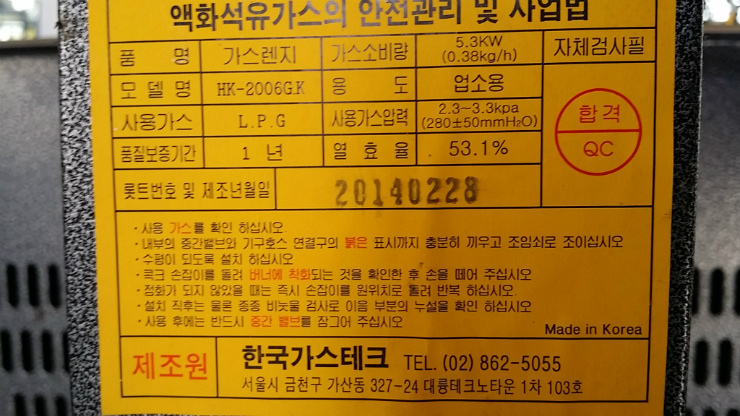 액화석유가스의 안전관리 및 사업법
품 명 가스렌지 가스소비량 5.3KW (0.38kg/h) 자체검사필
모델명 HK-2006G.K 용 도 업소용
사용가스 L.P.G 사용가스압력 2.3~3.3kpa (280±50mmH₂O) 합격 QC
품질보증기간 1 년 열 효 율 53.1%
롯트번호 및 제조년월일 20140228
· 사용 가스를 확인 하십시오
· 내부의 중간밸브와 기구호스 연결구의 붉은 표시까지 충분히 끼우고 조임쇠로 조이십시오
· 수평이 되도록 설치 하십시오
· 콕크 손잡이를 돌려 버너에 착화되는 것을 확인한 후 손을 떼어 주십시오
· 점화가 되지 않았을 때는 즉시 손잡이를 원위치로 돌려 반복 하십시오
· 설치 직후는 물론 종종 비눗물 검사로 이음 부분의 누설을 확인 하십시오
· 사용 후에는 반드시 중간 밸브를 잠그어 주십시오
Made in Korea
제조원 한국가스테크 TEL. (02) 862-5055
서울시 금천구 가산동 327-24 대륭테크노타운 1차 103호